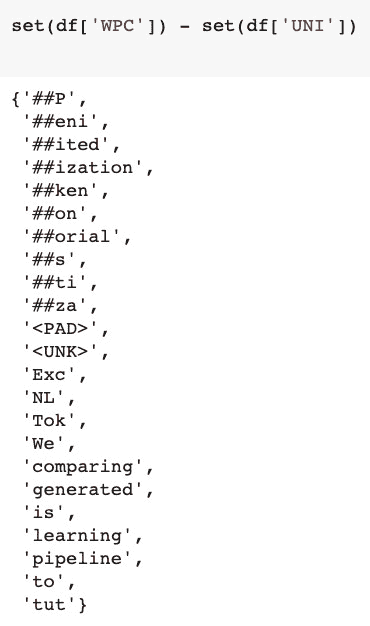 set(df['WPC']) - set(df['UNI'])
{'##P',
'##eni',
'##ited',
'##ization',
'##ken',
'##on',
'##orial',
'##s',
'##ti',
'##za',
'<PAD>',
'<UNK>',
'Exc',
'NL',
'Tok',
'We',
'comparing',
'generated',
'is',
'learning',
'pipeline',
'to',
'tut'}